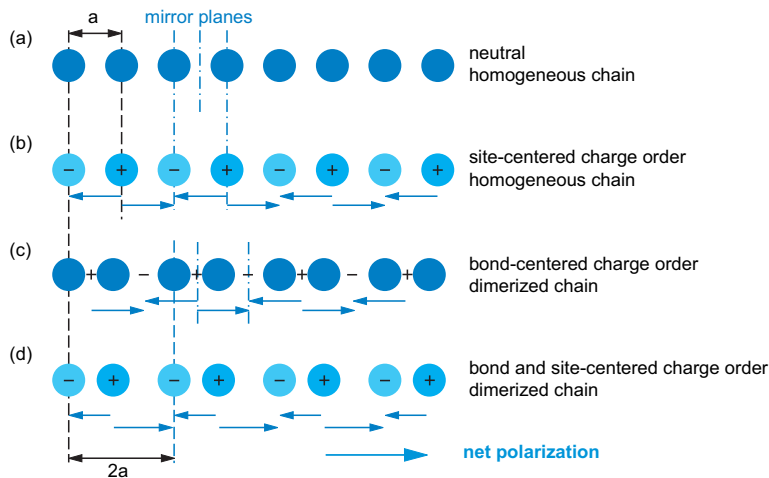 a
mirror planes
(a)
neutral
homogeneous chain
(b)
− + − + − + − +
site-centered charge order
homogeneous chain
(c)
+ − + − + − +
bond-centered charge order
dimerized chain
(d)
− + − + − + − +
bond and site-centered charge order
dimerized chain
net polarization
2a